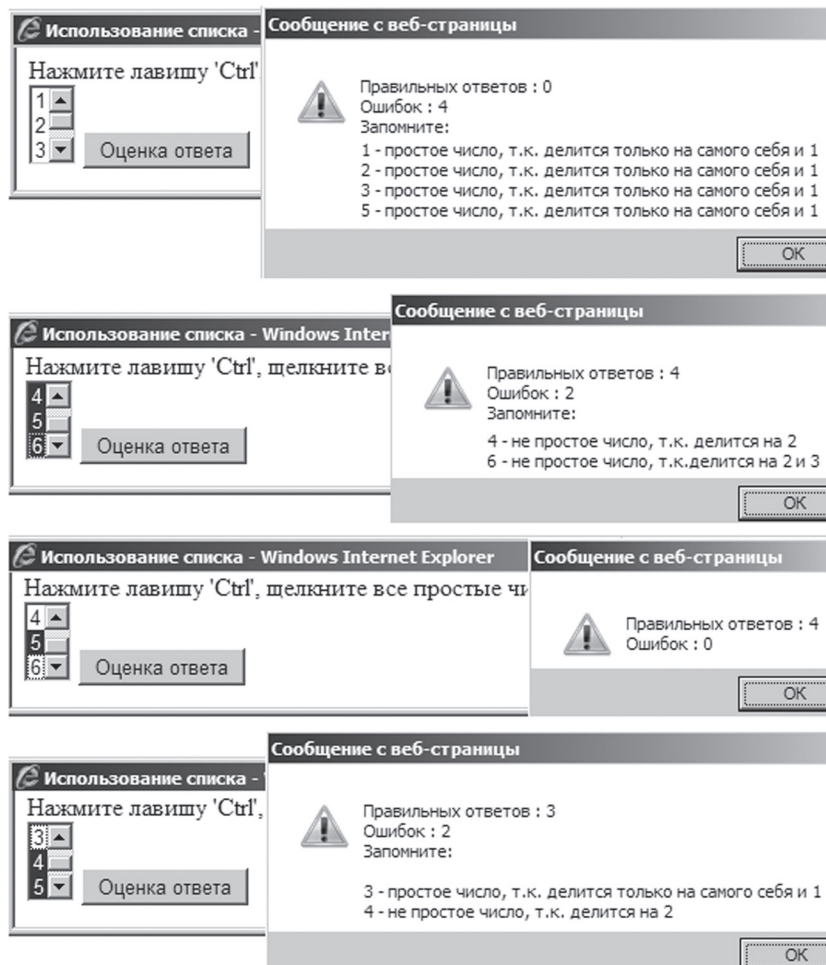 Использование списка -
Сообщение с веб-страницы
Нажмите лавишу 'Ctrl'
1
2
3
Оценка ответа
Правильных ответов : 0
Ошибок : 4
Запомните:
1 - простое число, т.к. делится только на самого себя и 1
2 - простое число, т.к. делится только на самого себя и 1
3 - простое число, т.к. делится только на самого себя и 1
5 - простое число, т.к. делится только на самого себя и 1
OK
Использование списка - Windows Inter
Сообщение с веб-страницы
Нажмите лавишу 'Ctrl', щелкните в
4
5
6
Оценка ответа
Правильных ответов : 4
Ошибок : 2
Запомните:
4 - не простое число, т.к. делится на 2
6 - не простое число, т.к.делится на 2 и 3
OK
Использование списка - Windows Internet Explorer
Сообщение с веб-страницы
Нажмите лавишу 'Ctrl', щелкните все простые чи
4
5
6
Оценка ответа
Правильных ответов : 4
Ошибок : 0
OK
Использование списка -
Сообщение с веб-страницы
Нажмите лавишу 'Ctrl',
3
4
5
Оценка ответа
Правильных ответов : 3
Ошибок : 2
Запомните:
3 - простое число, т.к. делится только на самого себя и 1
4 - не простое число, т.к. делится на 2
OK